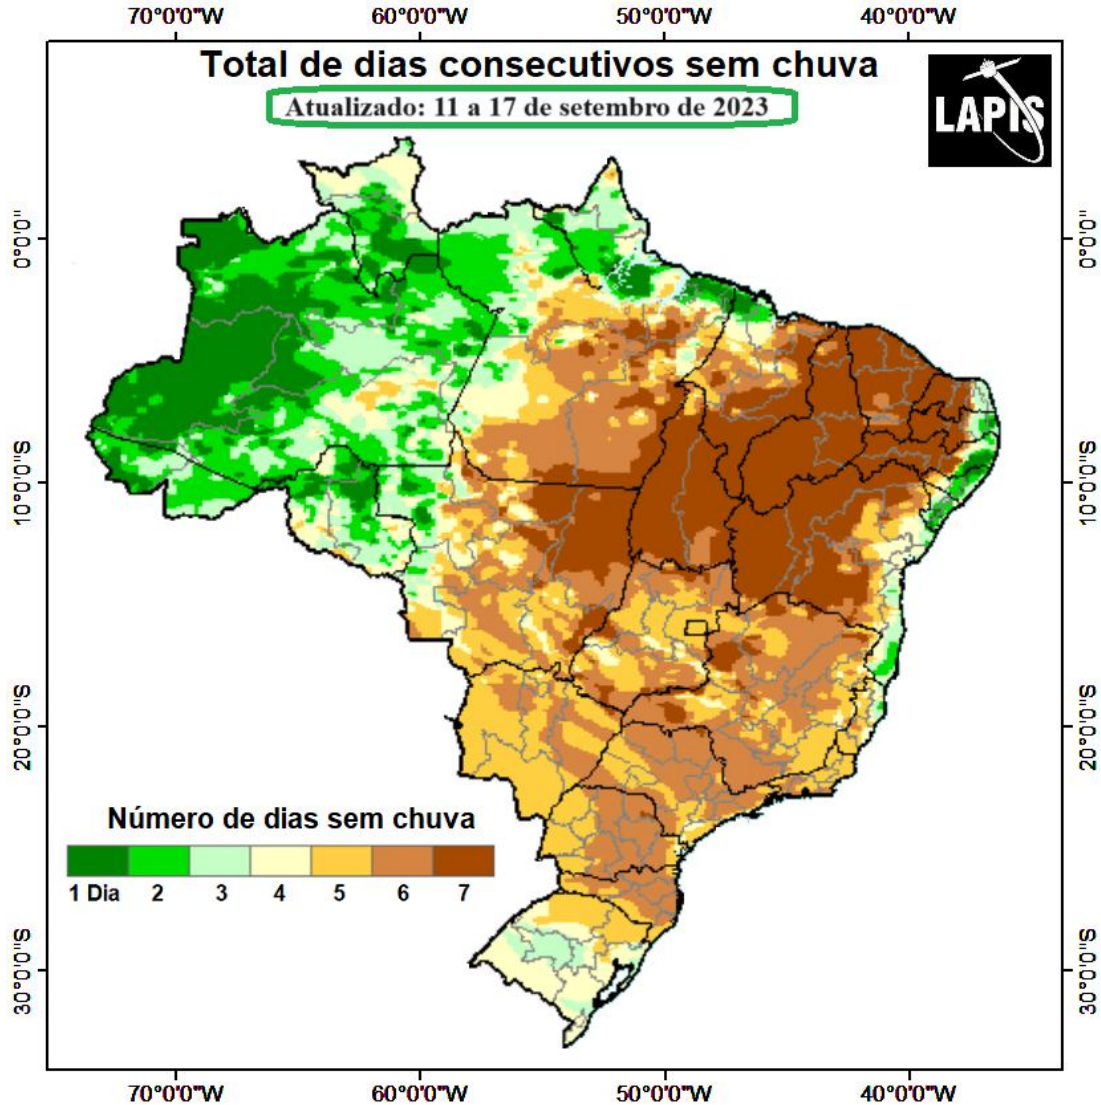 70°0'0"W 60°0'0"W 50°0'0"W 40°0'0"W
Total de dias consecutivos sem chuva
Atualizado: 11 a 17 de setembro de 2023
LAPIS
0°0'0" 0°0'0"
10°0'0"S 10°0'0"S
20°0'0"S 20°0'0"S
Número de dias sem chuva
1 Dia 2 3 4 5 6 7
30°0'0"S 30°0'0"S
70°0'0"W 60°0'0"W 50°0'0"W 40°0'0"W